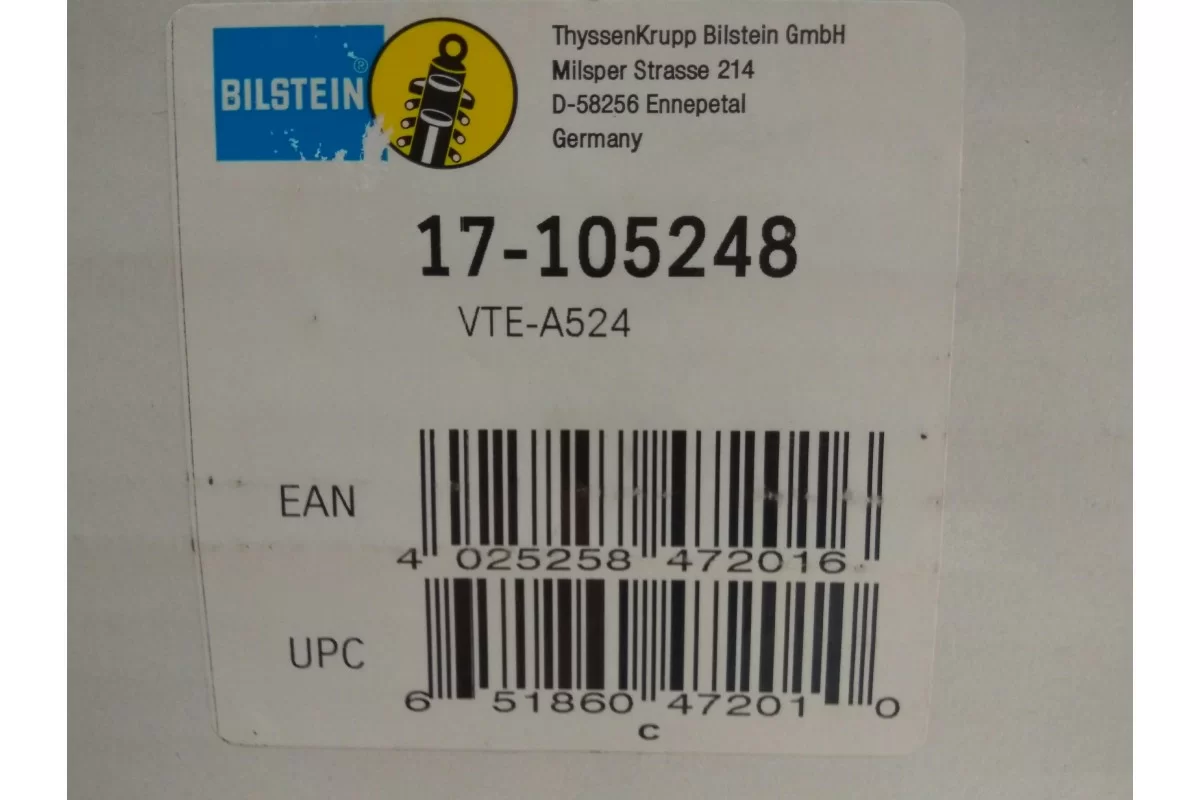 BILSTEIN®
ThyssenKrupp Bilstein GmbH
Milsper Strasse 214
D-58256 Ennepetal
Germany
17-105248
VTE-A524
EAN
4 025258 472016
UPC
6 51860 47201 0
C